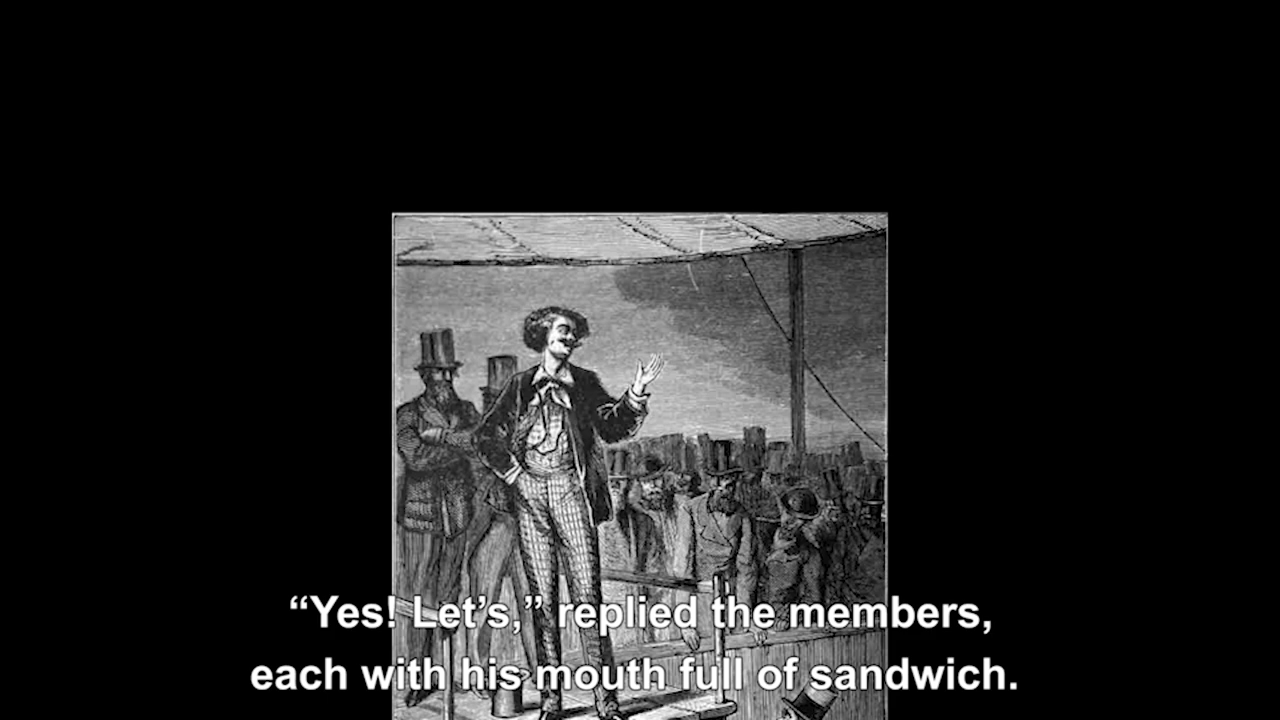 “Yes! Let’s,” replied the members,
each with his mouth full of sandwich.